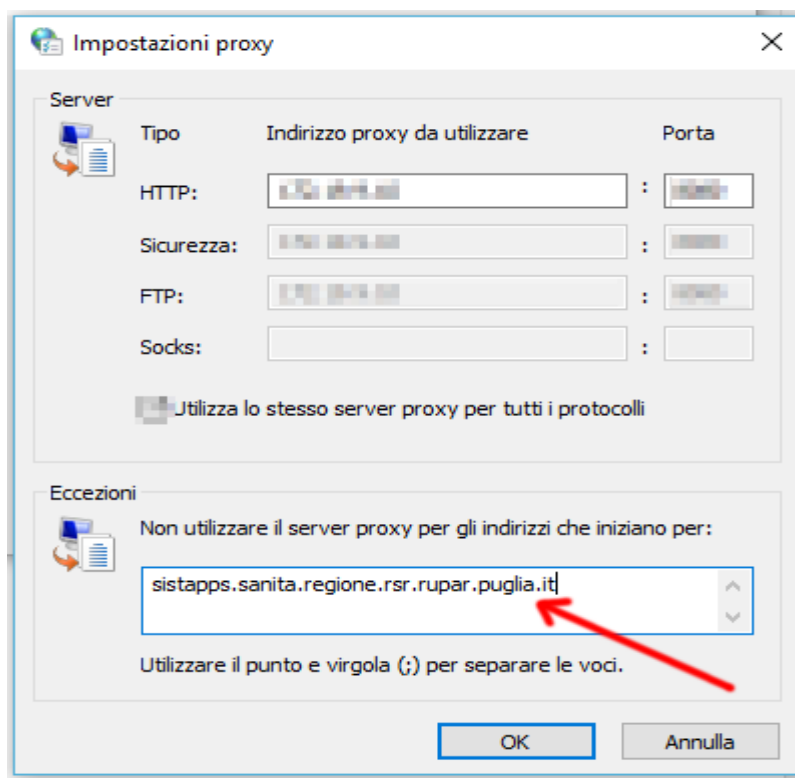 Impostazioni proxy
Server
Tipo Indirizzo proxy da utilizzare Porta
HTTP: :
Sicurezza: :
FTP: :
Socks: :
Utilizza lo stesso server proxy per tutti i protocolli
Eccezioni
Non utilizzare il server proxy per gli indirizzi che iniziano per:
sistapps.sanita.regione.rsr.rupar.puglia.it
Utilizzare il punto e virgola (;) per separare le voci.
OK Annulla